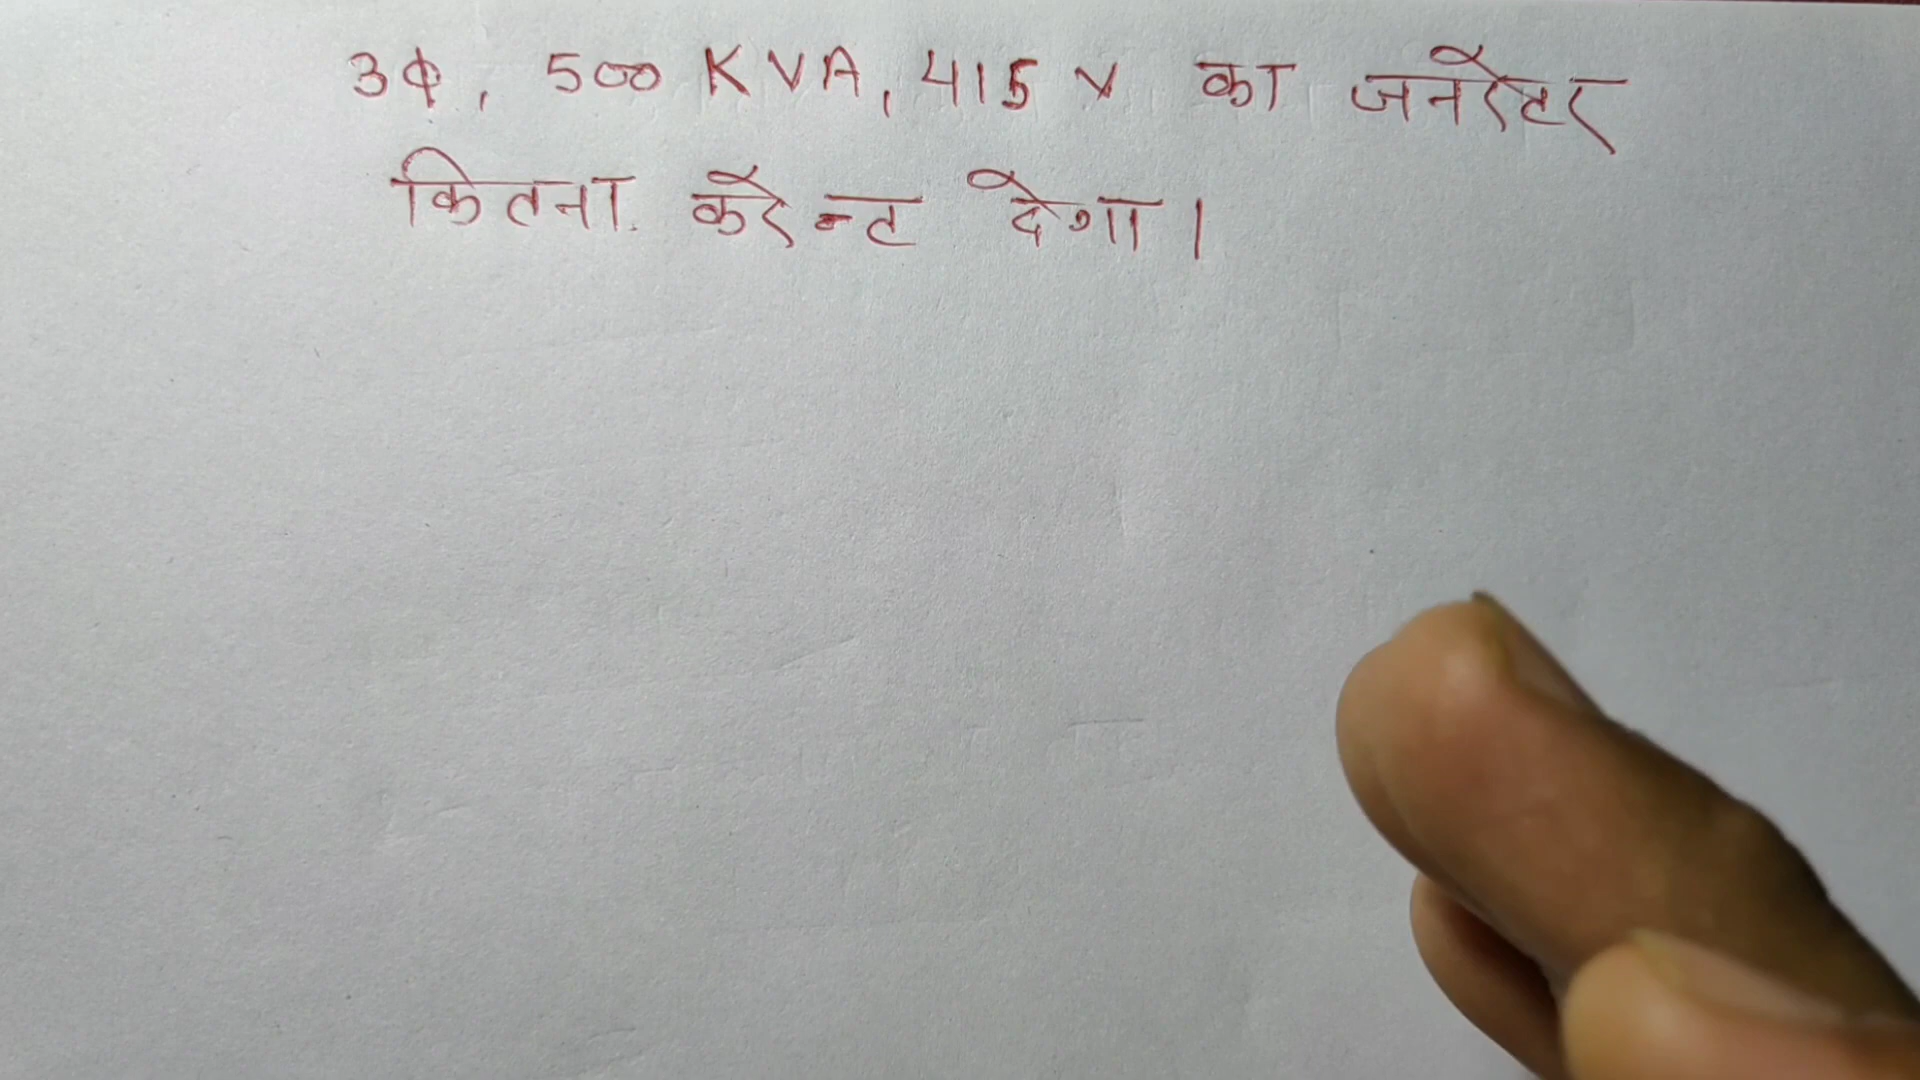 3Φ, 500 KVA, 415 V का जनरेटर
कितना करेन्ट देगा।